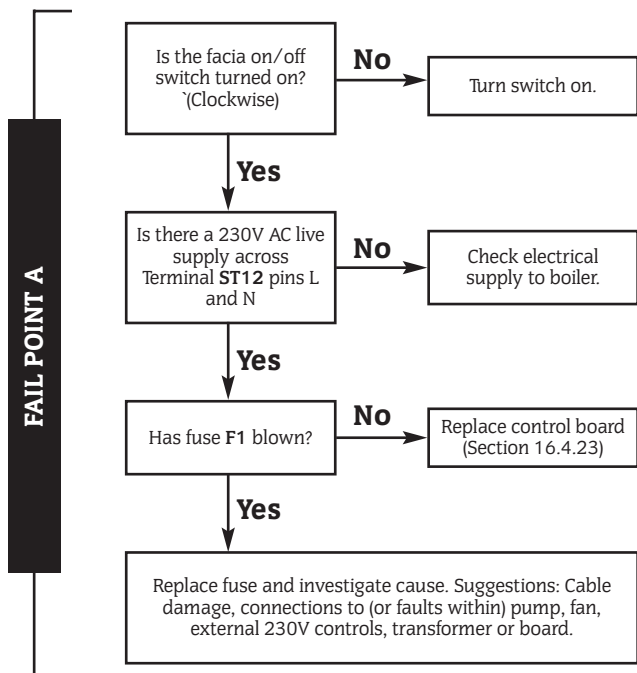 FAIL POINT A
Is the facia on/off
switch turned on?
`(Clockwise)
No
Turn switch on.
Yes
Is there a 230V AC live
supply across
Terminal ST12 pins L
and N
No
Check electrical
supply to boiler.
Yes
Has fuse F1 blown?
No
Replace control board
(Section 16.4.23)
Yes
Replace fuse and investigate cause. Suggestions: Cable
damage, connections to (or faults within) pump, fan,
external 230V controls, transformer or board.